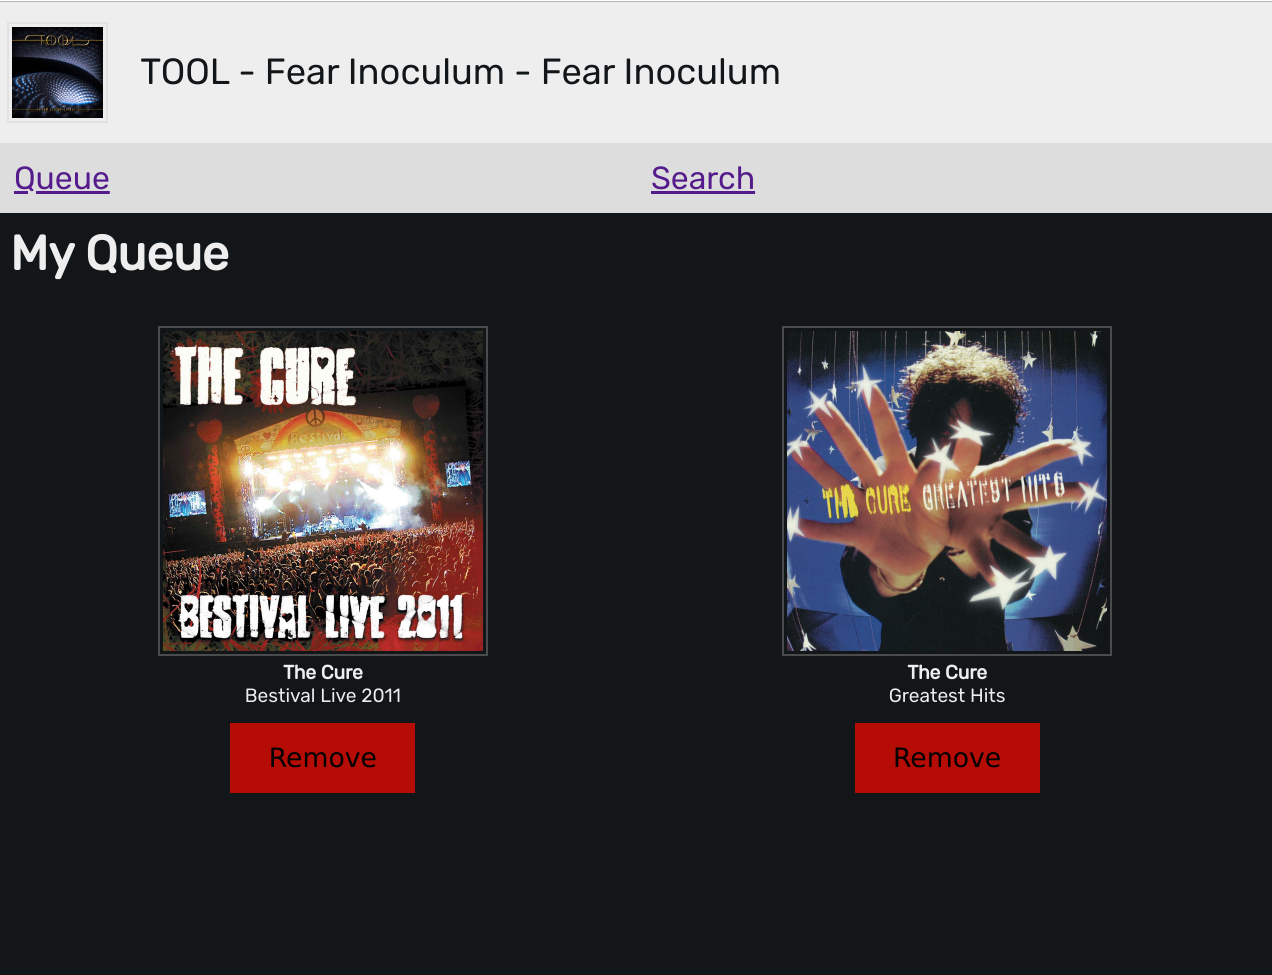 TOOL
TOOL - Fear Inoculum - Fear Inoculum
Queue
Search
My Queue
THE CURE
Festival
BESTIVAL LIVE 2011
The Cure
Bestival Live 2011
Remove
THE CURE GREATEST HITS
The Cure
Greatest Hits
Remove